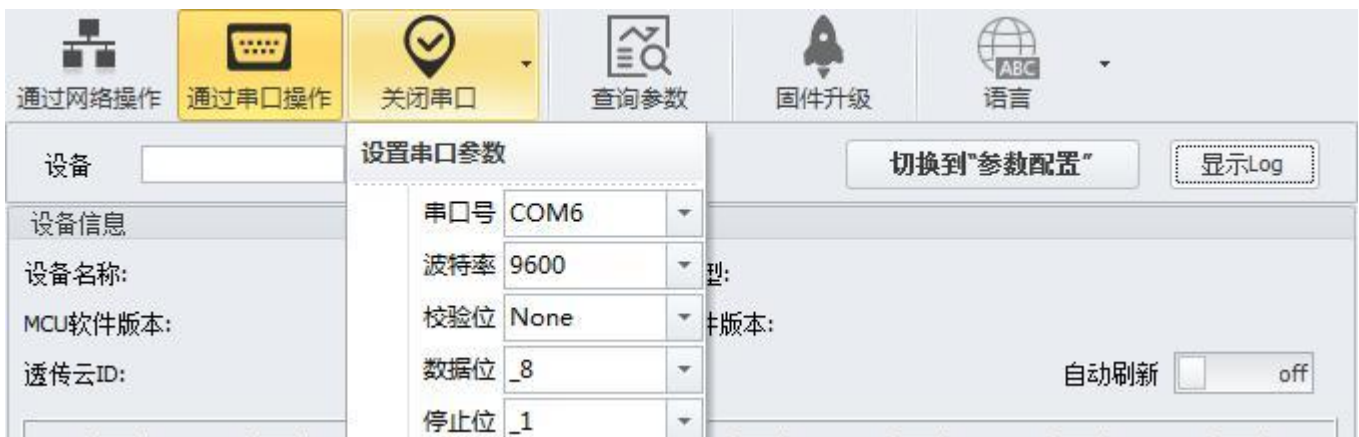 通过网络操作 通过串口操作 关闭串口 查询参数 固件升级 ABC 语言
设备 设置串口参数 切换到"参数配置" 显示Log
串口号 COM6
设备信息
波特率 9600
设备名称: 型:
校验位 None
MCU软件版本: 件版本:
数据位 _8
透传云ID: 自动刷新 off
停止位 _1